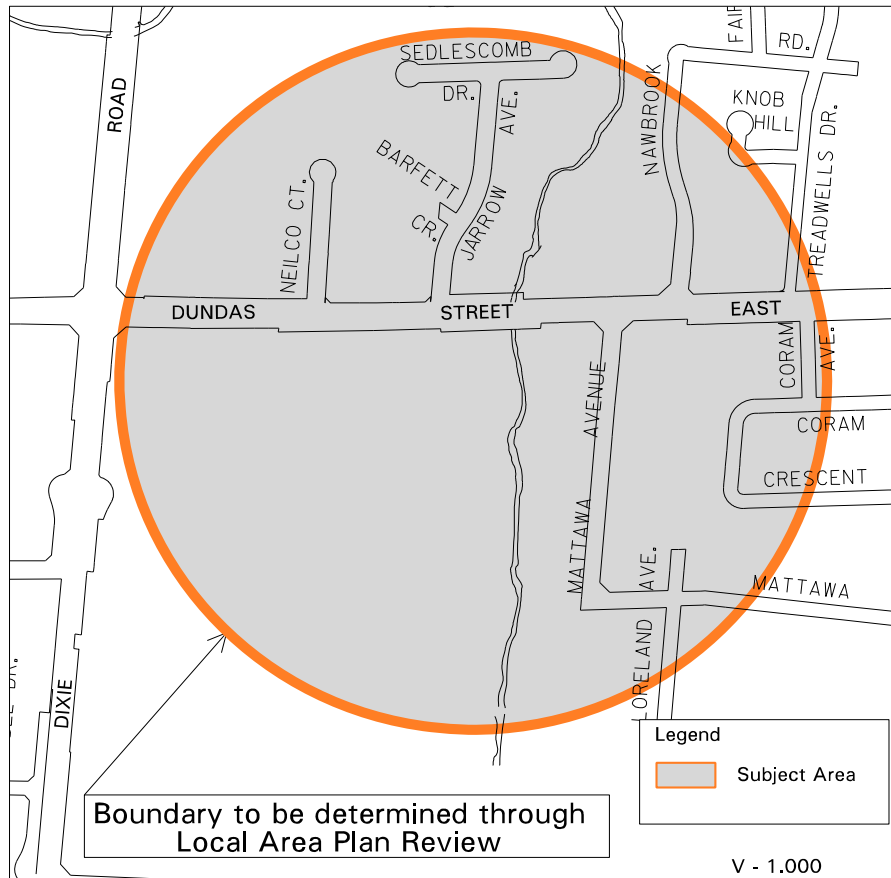 SEDLESCOMB
DR.
AVE.
ROAD
BARFETT
CR.
JARROW
NEILCO CT.
NAWBROOK
RD.
KNOB
HILL
TREADWELLS DR.
DUNDAS
STREET
EAST
CORAM
AVE.
CORAM
CRESCENT
MATTAWA
AVENUE
AVE.
MATTAWA
DIXIE
Legend
Subject Area
Boundary to be determined through
Local Area Plan Review
V - 1.000